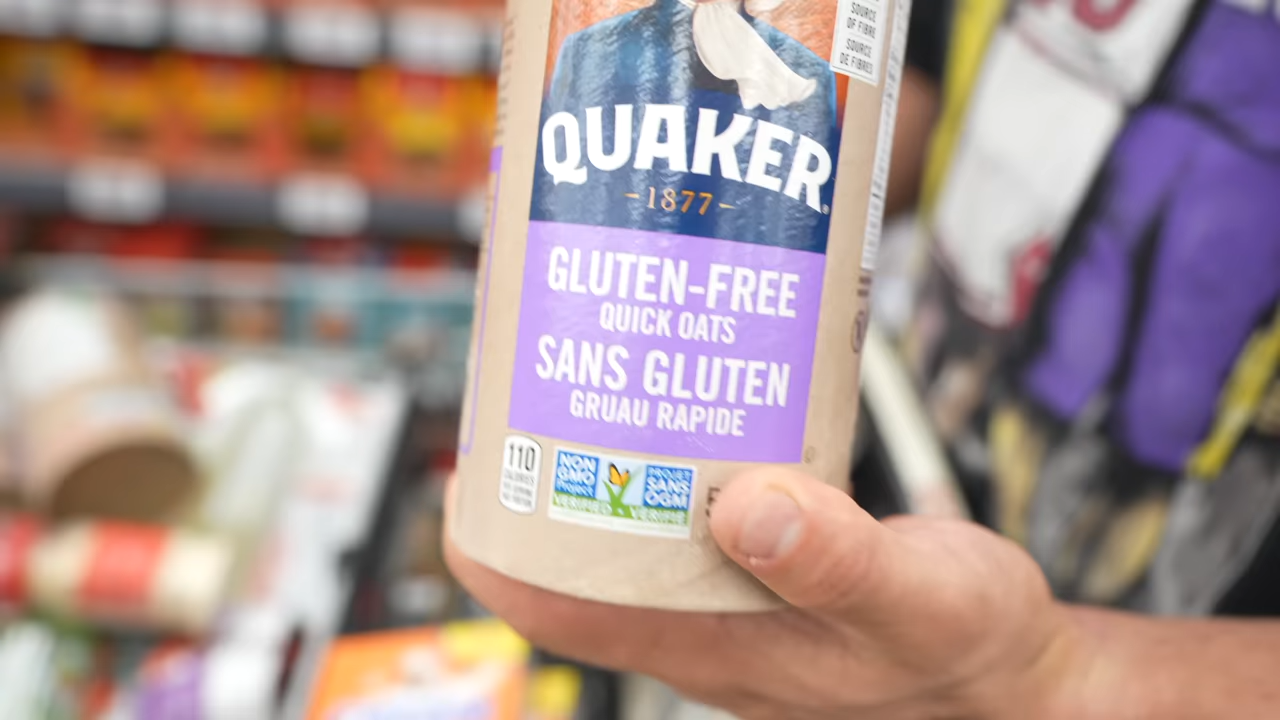 SOURCE
OF FIBRE
SOURCE
DE FIBRES
QUAKER
-1877-
GLUTEN-FREE
QUICK OATS
SANS GLUTEN
GRUAU RAPIDE
110
CALORIES
NON
GMO
Project
VERIFIED
PROJET
SANS
OGM
VÉRIFIÉ